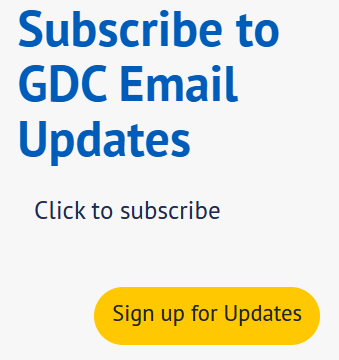 Subscribe to
GDC Email
Updates
Click to subscribe
Sign up for Updates